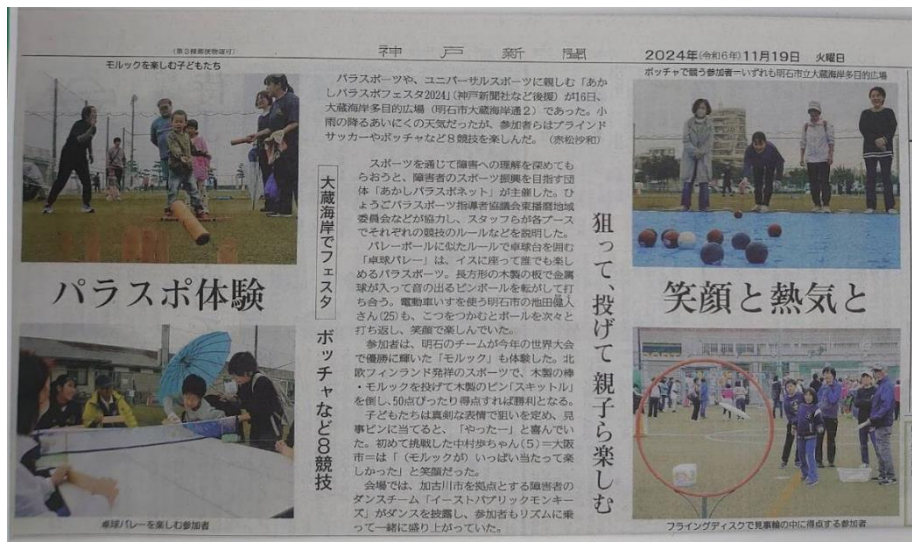 (第3種郵便物認可)
神戸新聞
2024年(令和6年)11月19日 火曜日
モルックを楽しむ子どもたち
ボッチャで競う参加者=いずれも明石市立大蔵海岸多目的広場
パラスポ体験
笑顔と熱気と
狙って、投げて 親子ら楽しむ
大蔵海岸でフェスタ
ボッチャなど8競技
パラスポーツや、ユニバーサルスポーツに親しむ「あか
しパラスポフェスタ2024」(神戸新聞社など後援)が16日、
大蔵海岸多目的広場(明石市大蔵海岸通2)であった。小
雨の降るあいにくの天気だったが、参加者らはブラインド
サッカーやボッチャなど8競技を楽しんだ。(赤松沙和)
スポーツを通じて障害への理解を深めても
らおうと、障害者のスポーツ振興を目指す団
体「あかしパラスポネット」が主催した。ひ
ょうごパラスポーツ指導者協議会東播磨地域
委員会などが協力し、スタッフらが各ブース
でそれぞれの競技のルールなどを説明した。
バレーボールに似たルールで卓球台を囲む
「卓球バレー」は、イスに座って誰でも楽し
めるパラスポーツ。長方形の木製の板で金属
球が入って音の出るピンポールを転がして打
ち合う。電動車いすを使う明石市の池田健人
さん(25)も、こつをつかむとボールを次々と
打ち返し、笑顔で楽しんでいた。
参加者は、明石のチームが今年の世界大会
で優勝に輝いた「モルック」も体験した。北
欧フィンランド発祥のスポーツで、木製の棒
・モルックを投げて木製のピン「スキットル」
を倒し、50点ぴったり得点すれば勝利となる。
子どもたちは真剣な表情で狙いを定め、見
事ピンに当てると、「やったー」と喜んでい
た。初めて挑戦した中村歩ちゃん(5)=大阪
市=は「(モルックが)いっぱい当たって楽
しかった」と笑顔だった。
会場では、加古川市を拠点とする障害者の
ダンスチーム「イーストパブリックモンキー
ズ」がダンスを披露し、参加者もリズムに乗
って一緒に盛り上がっていた。
卓球バレーを楽しむ参加者
フライングディスクで見事輪の中に得点する参加者